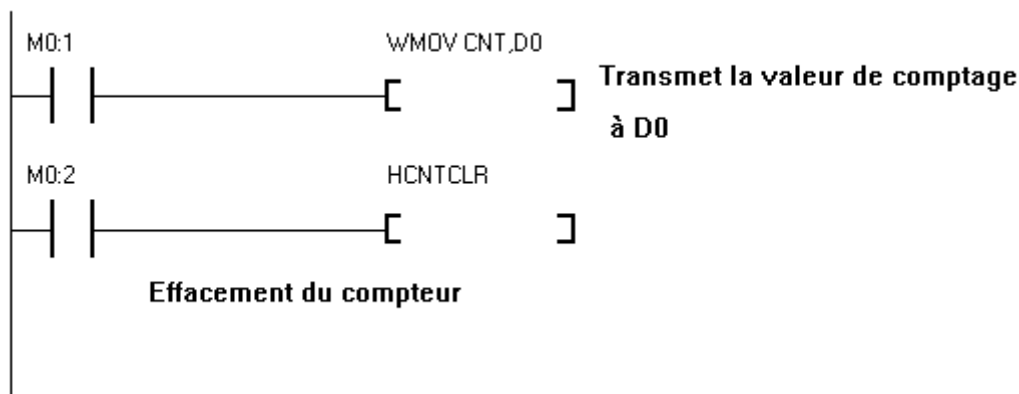 M0:1 WMOV CNT,D0
Transmet la valeur de comptage
à D0
M0:2 HCNTCLR
Effacement du compteur